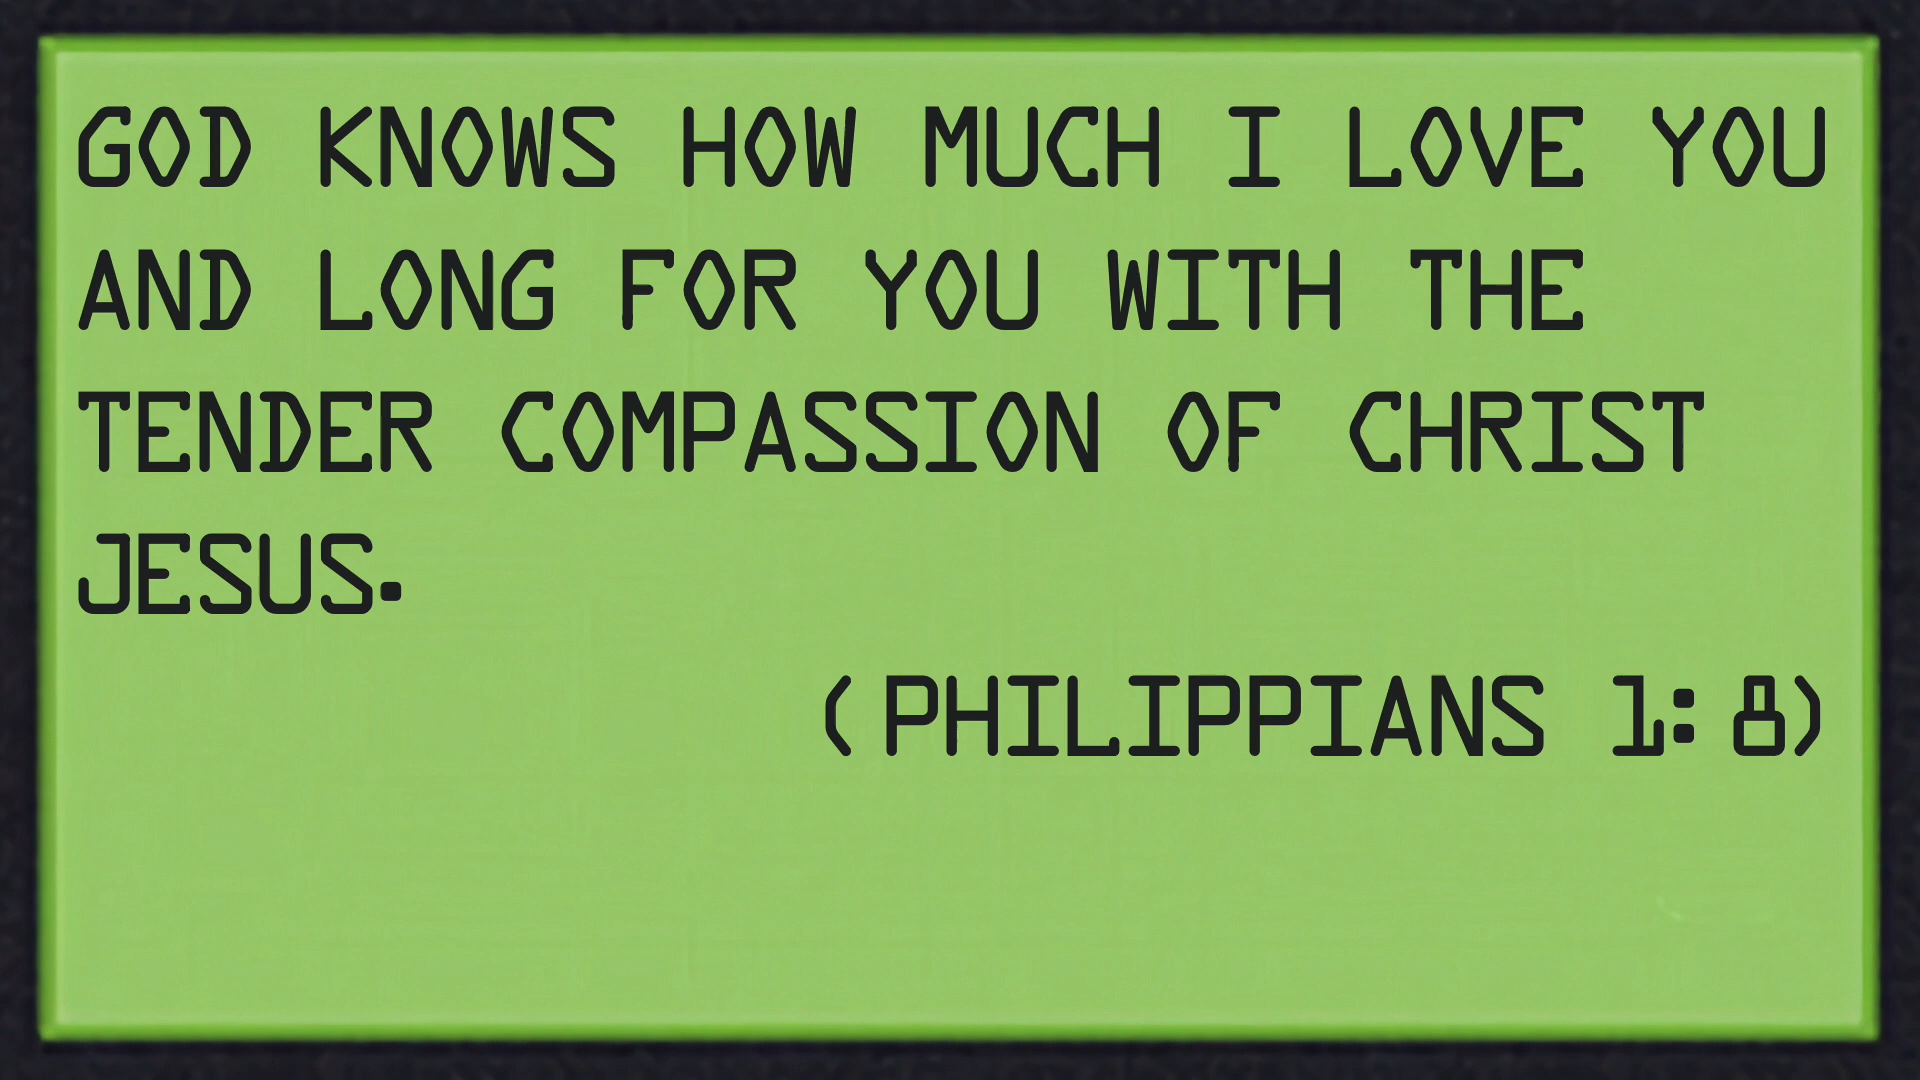 GOD KNOWS HOW MUCH I LOVE YOU
AND LONG FOR YOU WITH THE
TENDER COMPASSION OF CHRIST
JESUS.
(PHILIPPIANS 1:8)